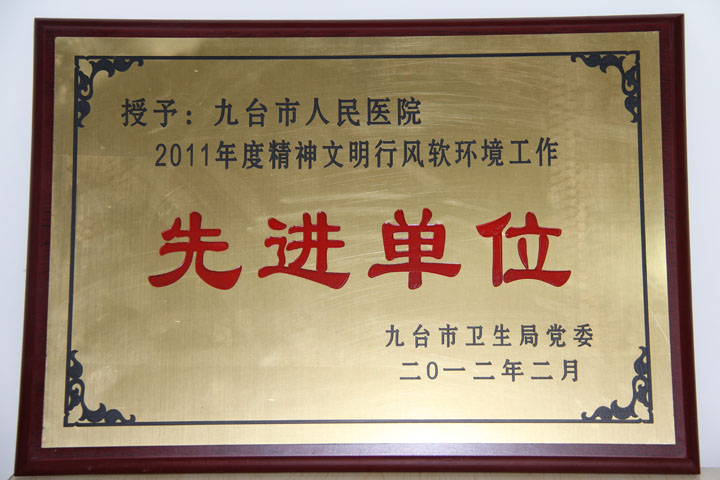 授予：九台市人民医院
2011年度精神文明行风软环境工作
先进单位
九台市卫生局党委
二0一二年二月